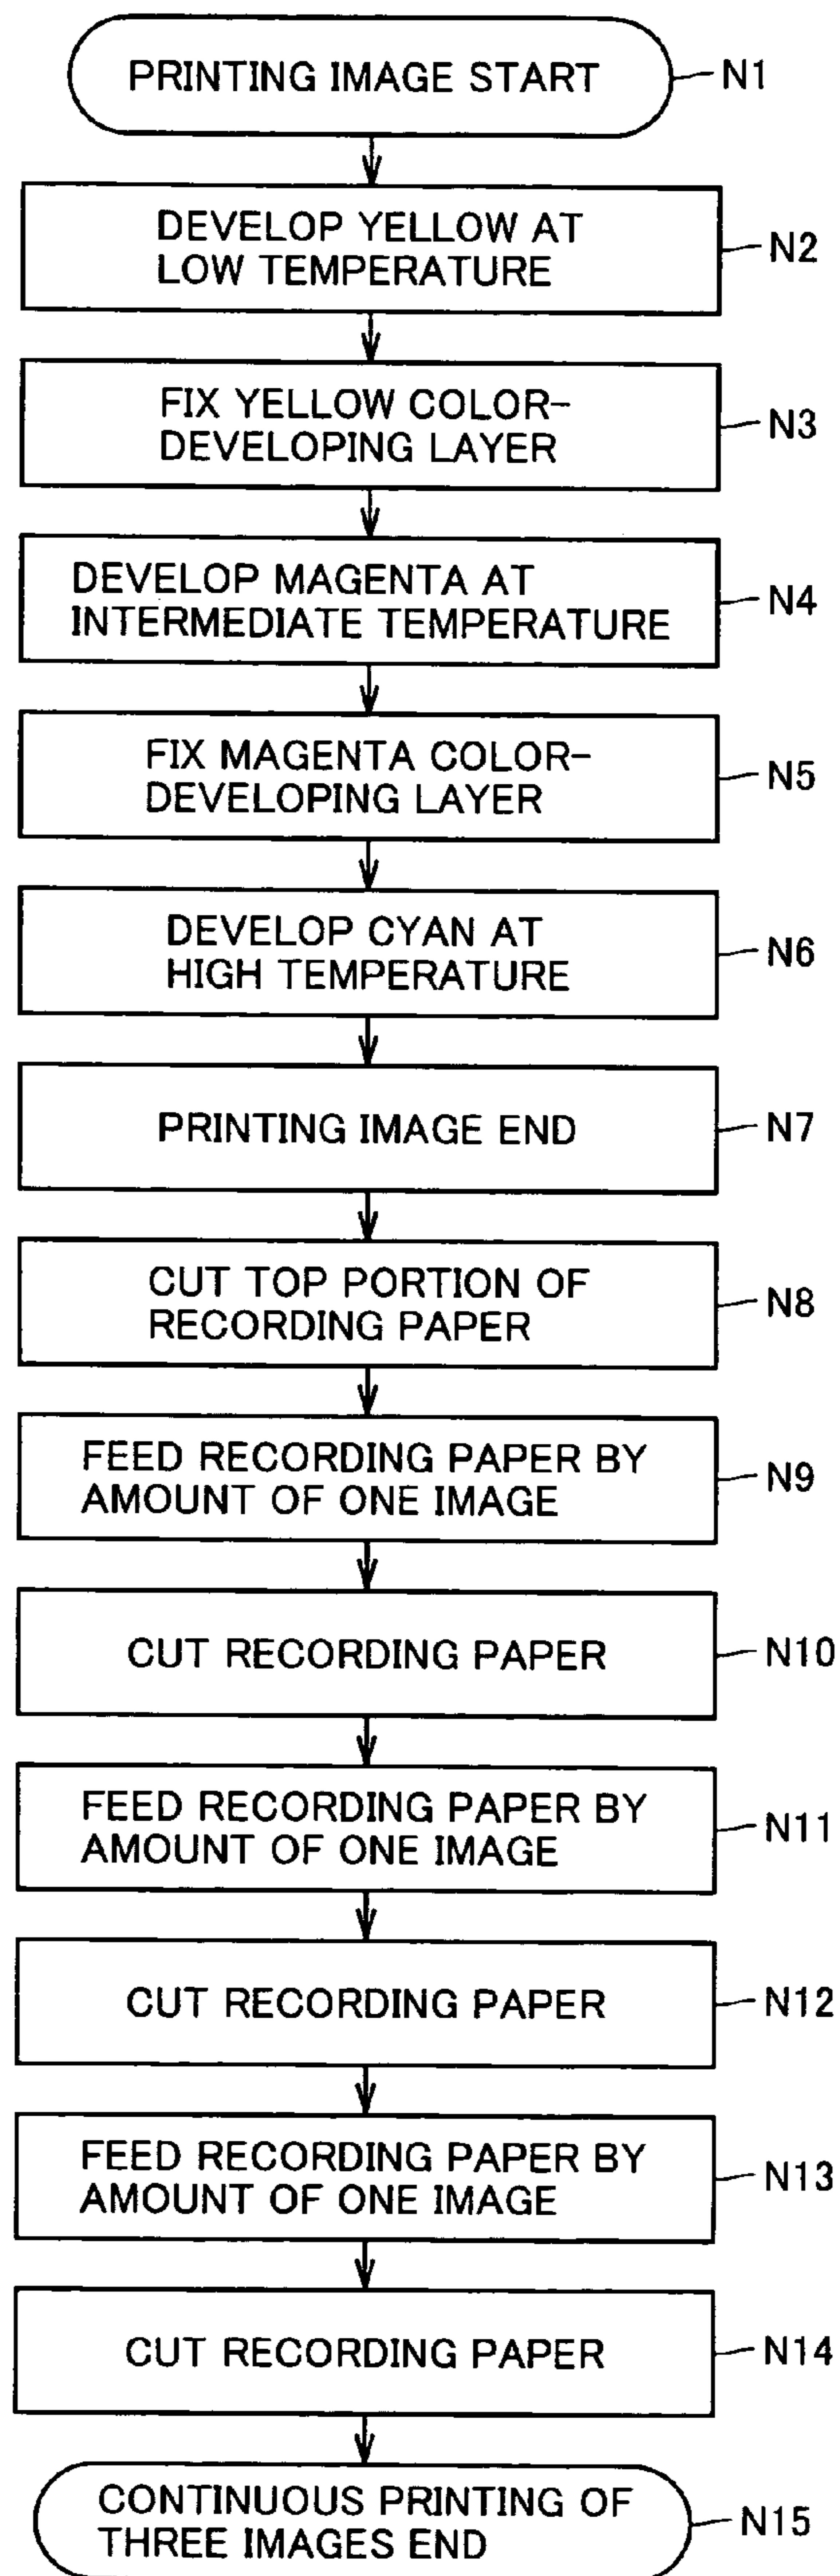 PRINTING IMAGE START
N1
DEVELOP YELLOW AT
LOW TEMPERATURE
N2
FIX YELLOW COLOR-
DEVELOPING LAYER
N3
DEVELOP MAGENTA AT
INTERMEDIATE TEMPERATURE
N4
FIX MAGENTA COLOR-
DEVELOPING LAYER
N5
DEVELOP CYAN AT
HIGH TEMPERATURE
N6
PRINTING IMAGE END
N7
CUT TOP PORTION OF
RECORDING PAPER
N8
FEED RECORDING PAPER BY
AMOUNT OF ONE IMAGE
N9
CUT RECORDING PAPER
N10
FEED RECORDING PAPER BY
AMOUNT OF ONE IMAGE
N11
CUT RECORDING PAPER
N12
FEED RECORDING PAPER BY
AMOUNT OF ONE IMAGE
N13
CUT RECORDING PAPER
N14
CONTINUOUS PRINTING OF
THREE IMAGES END
N15